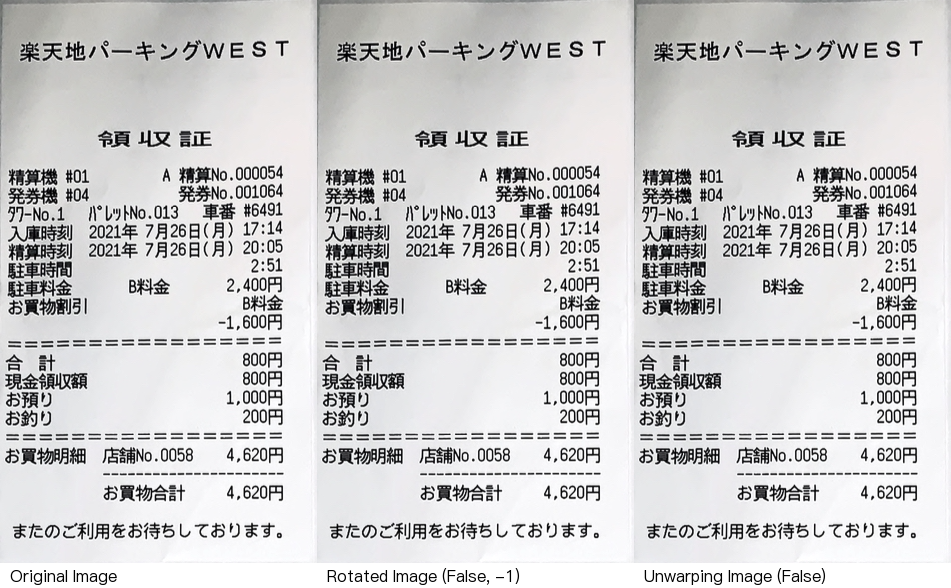 楽天地パーキングWEST
領収証
精算機 #01 A 精算No.000054
発券機 #04 発券No.001064
ﾀﾜｰNo.1 ﾊﾟﾚｯﾄNo.013 車番 #6491
入庫時刻 2021年 7月26日(月) 17:14
精算時刻 2021年 7月26日(月) 20:05
駐車時間 2:51
駐車料金 B料金 2,400円
お買物割引 B料金
-1,600円
合 計 800円
現金領収額 800円
お預り 1,000円
お釣り 200円
お買物明細 店舗No.0058 4,620円
お買物合計 4,620円
またのご利用をお待ちしております。
Original Image
楽天地パーキングWEST
領収証
精算機 #01 A 精算No.000054
発券機 #04 発券No.001064
ﾀﾜｰNo.1 ﾊﾟﾚｯﾄNo.013 車番 #6491
入庫時刻 2021年 7月26日(月) 17:14
精算時刻 2021年 7月26日(月) 20:05
駐車時間 2:51
駐車料金 B料金 2,400円
お買物割引 B料金
-1,600円
合 計 800円
現金領収額 800円
お預り 1,000円
お釣り 200円
お買物明細 店舗No.0058 4,620円
お買物合計 4,620円
またのご利用をお待ちしております。
Rotated Image (False, -1)
楽天地パーキングWEST
領収証
精算機 #01 A 精算No.000054
発券機 #04 発券No.001064
ﾀﾜｰNo.1 ﾊﾟﾚｯﾄNo.013 車番 #6491
入庫時刻 2021年 7月26日(月) 17:14
精算時刻 2021年 7月26日(月) 20:05
駐車時間 2:51
駐車料金 B料金 2,400円
お買物割引 B料金
-1,600円
合 計 800円
現金領収額 800円
お預り 1,000円
お釣り 200円
お買物明細 店舗No.0058 4,620円
お買物合計 4,620円
またのご利用をお待ちしております。
Unwarping Image (False)